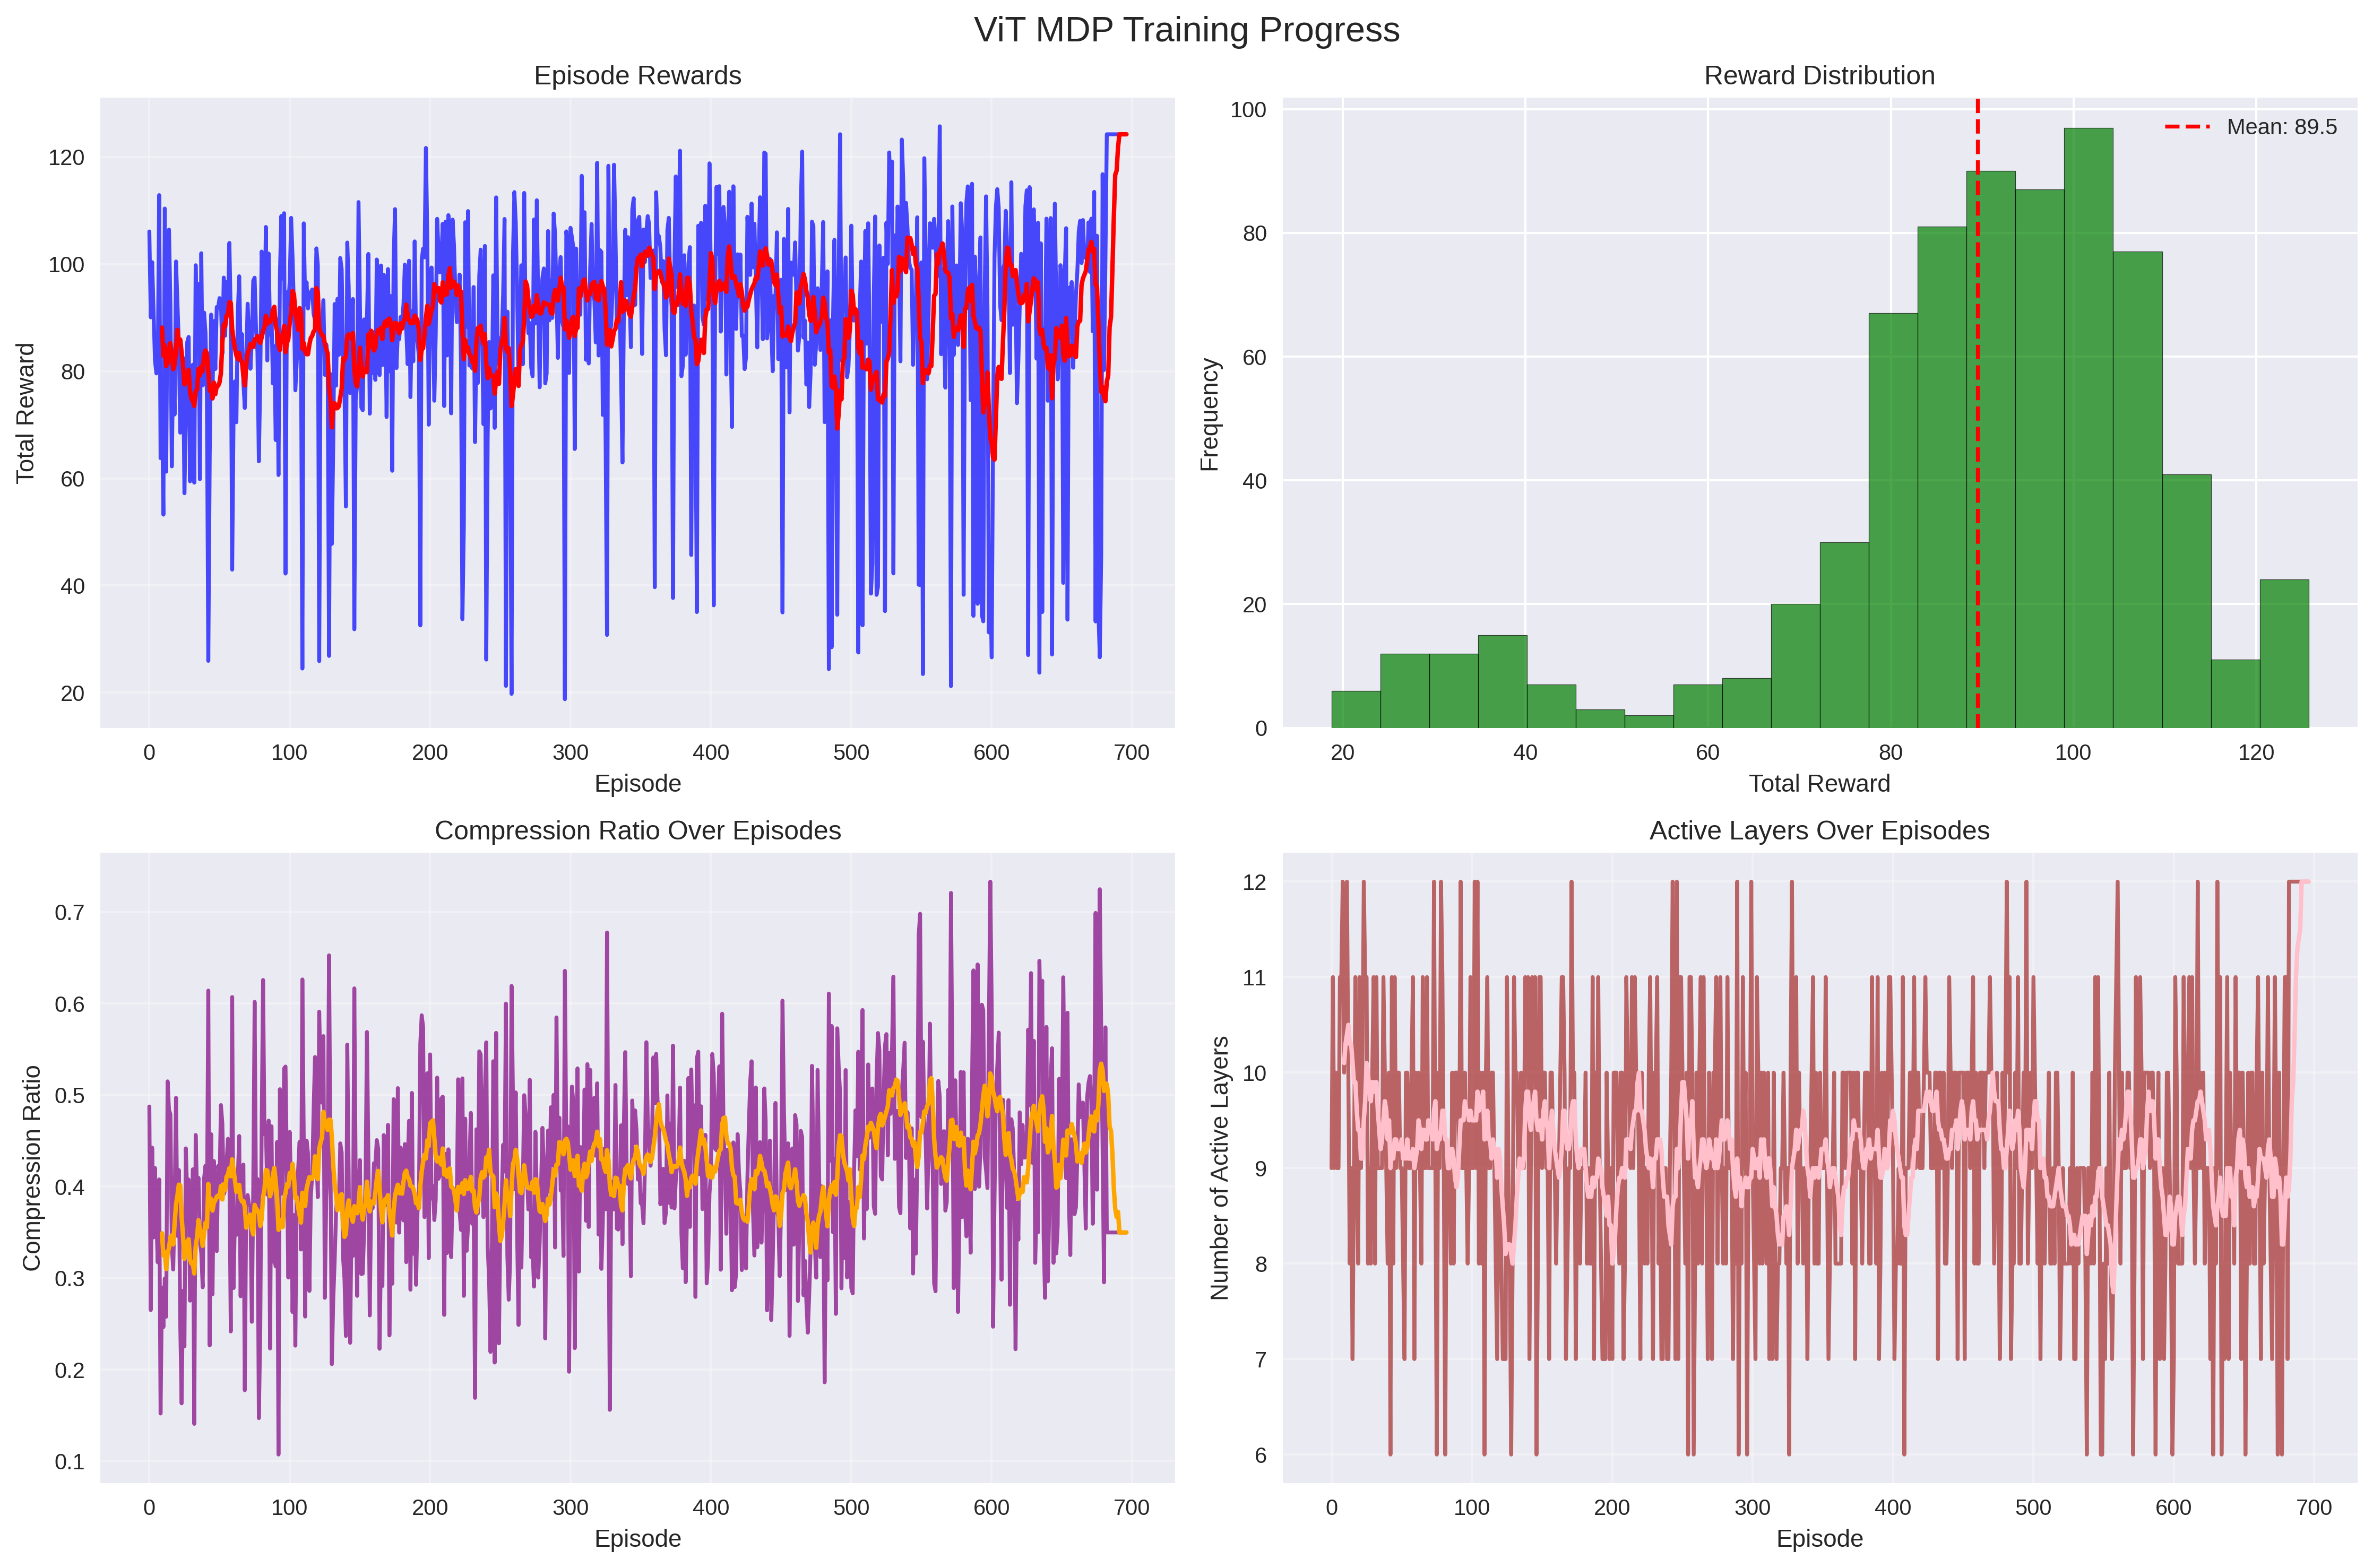 ViT MDP Training Progress
Episode Rewards
Total Reward
120
100
80
60
40
20
0 100 200 300 400 500 600 700
Episode
Reward Distribution
Mean: 89.5
Frequency
100
80
60
40
20
0
20 40 60 80 100 120
Total Reward
Compression Ratio Over Episodes
Compression Ratio
0.7
0.6
0.5
0.4
0.3
0.2
0.1
0 100 200 300 400 500 600 700
Episode
Active Layers Over Episodes
Number of Active Layers
12
11
10
9
8
7
6
0 100 200 300 400 500 600 700
Episode